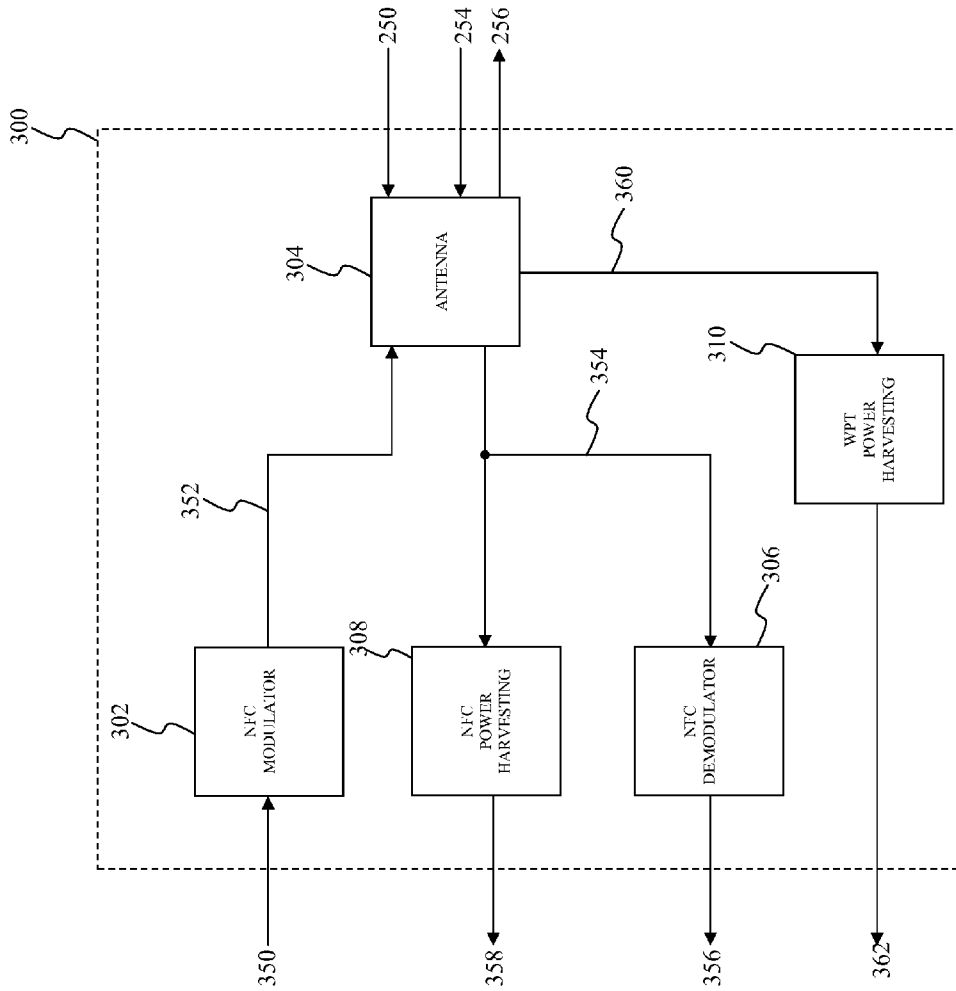 300
250
254
256
304
ANTENNA
360
352
354
310
WPT
POWER
HARVESTING
302
NFC
MODULATOR
308
NFC
POWER
HARVESTING
306
NFC
DEMODULATOR
350
358
356
362